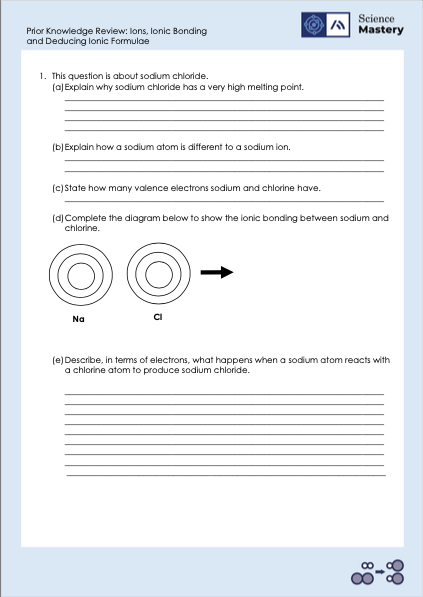 Prior Knowledge Review: Ions, Ionic Bonding
and Deducing Ionic Formulae
Science
Mastery
1. This question is about sodium chloride.
(a)Explain why sodium chloride has a very high melting point.
(b)Explain how a sodium atom is different to a sodium ion.
(c)State how many valence electrons sodium and chlorine have.
(d)Complete the diagram below to show the ionic bonding between sodium and
chlorine.
Na
Cl
(e)Describe, in terms of electrons, what happens when a sodium atom reacts with
a chlorine atom to produce sodium chloride.